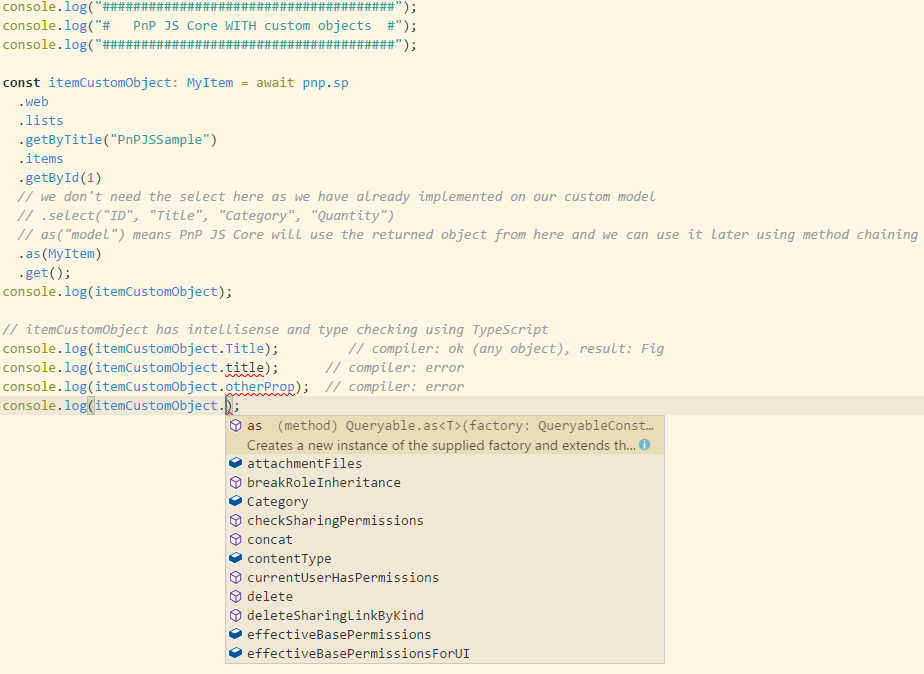 console.log("######################################");
console.log("#   PnP JS Core WITH custom objects  #");
console.log("######################################");
const itemCustomObject: MyItem = await pnp.sp
.web
.lists
.getByTitle("PnPJSSample")
.items
.getById(1)
// we don't need the select here as we have already implemented on our custom model
// .select("ID", "Title", "Category", "Quantity")
// as("model") means PnP JS Core will use the returned object from here and we can use it later using method chaining
.as(MyItem)
.get();
console.log(itemCustomObject);
// itemCustomObject has intellisense and type checking using TypeScript
console.log(itemCustomObject.Title);         // compiler: ok (any object), result: Fig
console.log(itemCustomObject.title);      // compiler: error
console.log(itemCustomObject.otherProp);  // compiler: error
console.log(itemCustomObject.);
as  (method) Queryable.as<T>(factory: QueryableConst…
Creates a new instance of the supplied factory and extends th…
attachmentFiles
breakRoleInheritance
Category
checkSharingPermissions
concat
contentType
currentUserHasPermissions
delete
deleteSharingLinkByKind
effectiveBasePermissions
effectiveBasePermissionsForUI